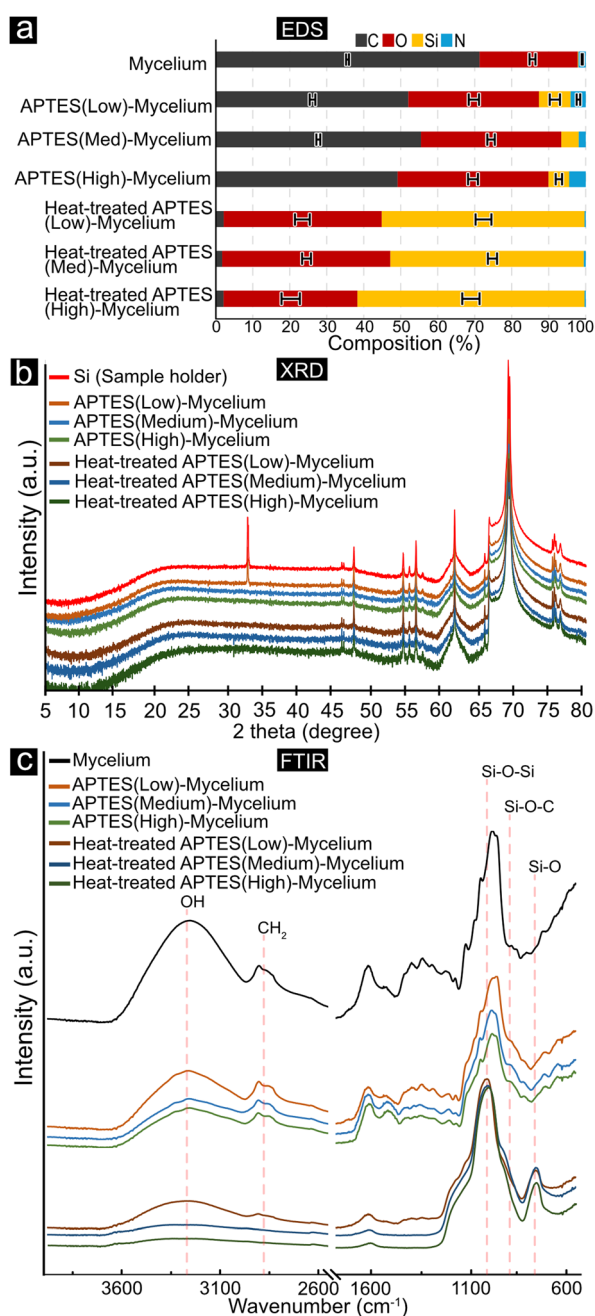 a
EDS
C O Si N
Mycelium
APTES(Low)-Mycelium
APTES(Med)-Mycelium
APTES(High)-Mycelium
Heat-treated APTES
(Low)-Mycelium
Heat-treated APTES
(Med)-Mycelium
Heat-treated APTES
(High)-Mycelium
0 10 20 30 40 50 60 70 80 90 100
Composition (%)
b
XRD
Si (Sample holder)
APTES(Low)-Mycelium
APTES(Medium)-Mycelium
APTES(High)-Mycelium
Heat-treated APTES(Low)-Mycelium
Heat-treated APTES(Medium)-Mycelium
Heat-treated APTES(High)-Mycelium
Intensity (a.u.)
5 10 15 20 25 30 35 40 45 50 55 60 65 70 75 80
2 theta (degree)
c
FTIR
Mycelium
APTES(Low)-Mycelium
APTES(Medium)-Mycelium
APTES(High)-Mycelium
Heat-treated APTES(Low)-Mycelium
Heat-treated APTES(Medium)-Mycelium
Heat-treated APTES(High)-Mycelium
Si-O-Si
Si-O-C
Si-O
OH
CH₂
Intensity (a.u.)
3600 3100 2600 1600 1100 600
Wavenumber (cm⁻¹)